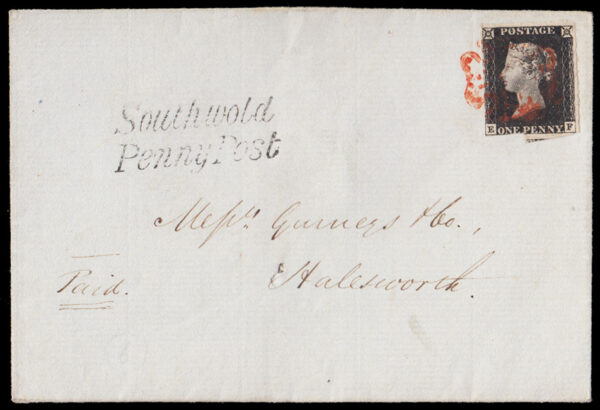 POSTAGE
E ONE PENNY F
Southwold
Penny Post
Messrs Gurneys & Co.,
Halesworth.
Paid.